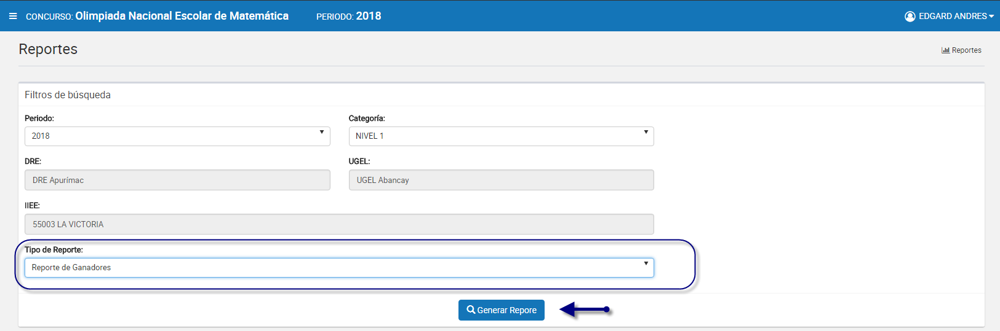 CONCURSO: Olimpiada Nacional Escolar de Matemática PERIODO: 2018 EDGARD ANDRES
Reportes Reportes
Filtros de búsqueda
Periodo: Categoría:
2018 NIVEL 1
DRE: UGEL:
DRE Apurímac UGEL Abancay
IIEE:
55003 LA VICTORIA
Tipo de Reporte:
Reporte de Ganadores
Generar Repore